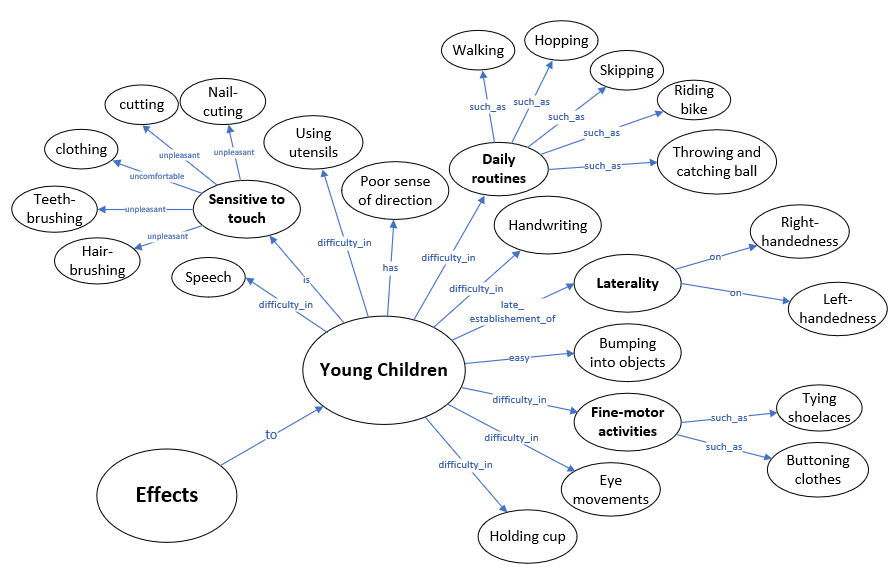 Walking
Hopping
Skipping
Riding
bike
Throwing and
catching ball
such_as
such_as
such_as
such_as
such_as
Daily
routines
cutting
Nail-
cuting
clothing
Teeth-
brushing
Hair-
brushing
unpleasant
unpleasant
uncomfortable
unpleasant
unpleasant
Sensitive to
touch
Using
utensils
Poor sense
of direction
Handwriting
Speech
difficulty_in
is
difficulty_in
has
difficulty_in
difficulty_in
late_
establishement_of
Laterality
on
on
Right-
handedness
Left-
handedness
Young Children
easy
Bumping
into objects
difficulty_in
Fine-motor
activities
such_as
such_as
Tying
shoelaces
Buttoning
clothes
difficulty_in
Eye
movements
difficulty_in
Holding cup
to
Effects